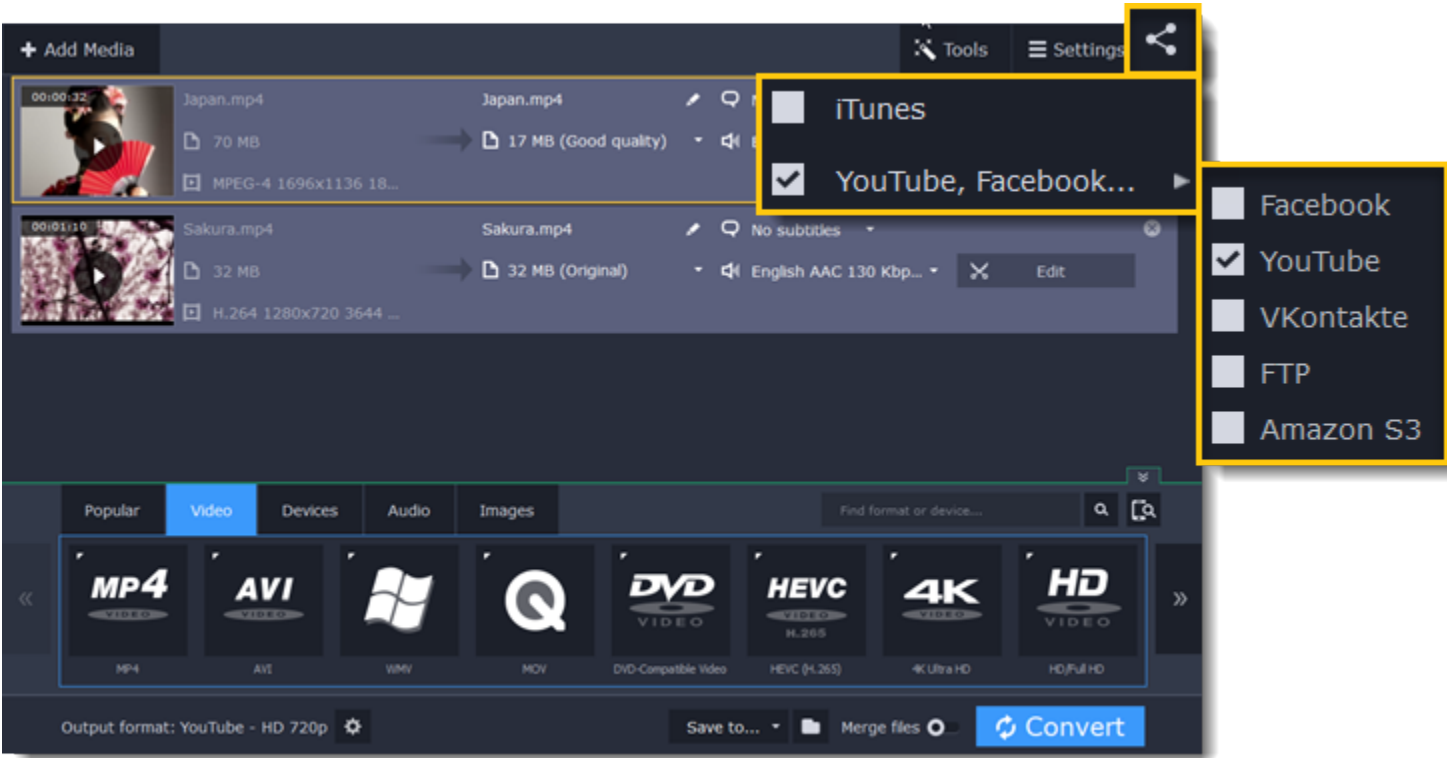 Add Media
Tools
Settings
iTunes
YouTube, Facebook...
Facebook
YouTube
VKontakte
FTP
Amazon S3
00:00:32
Japan.mp4
Japan.mp4
70 MB
17 MB (Good quality)
MPEG-4 1696x1136 18...
00:01:10
Sakura.mp4
Sakura.mp4
No subtitles
32 MB
32 MB (Original)
English AAC 130 Kbp...
Edit
H.264 1280x720 3644 ...
Popular
Video
Devices
Audio
Images
Find format or device...
MP4
VIDEO
AVI
VIDEO
DVD
VIDEO
HEVC
VIDEO
H.265
4K
VIDEO
HD
VIDEO
MP4
AVI
WMV
MOV
DVD-Compatible Video
HEVC (H.265)
4K Ultra HD
HD/Full HD
Output format: YouTube - HD 720p
Save to...
Merge files
Convert